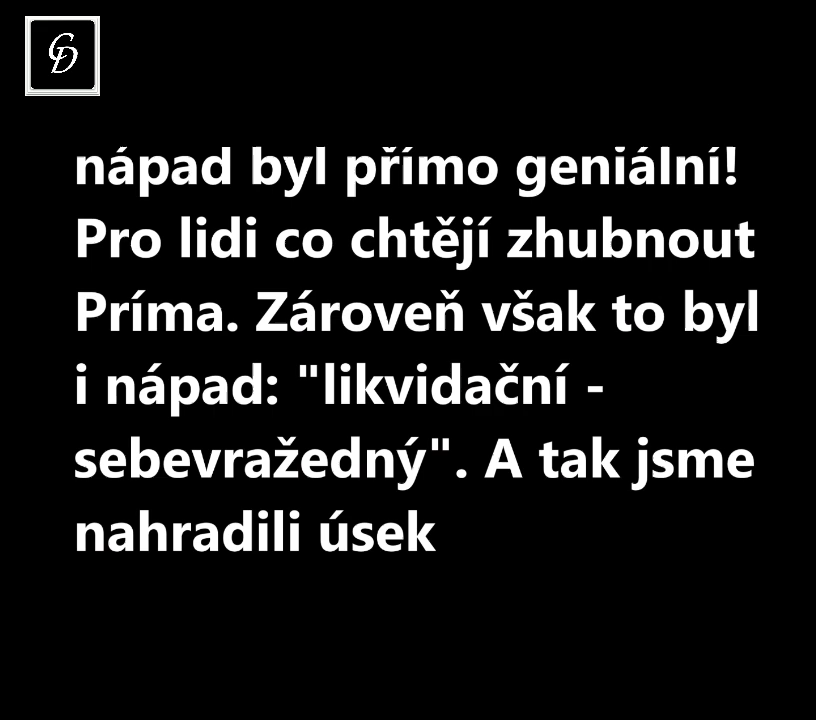 CD
nápad byl přímo geniální!
Pro lidi co chtějí zhubnout
Príma. Zároveň však to byl
i nápad: "likvidační -
sebevražedný". A tak jsme
nahradili úsek